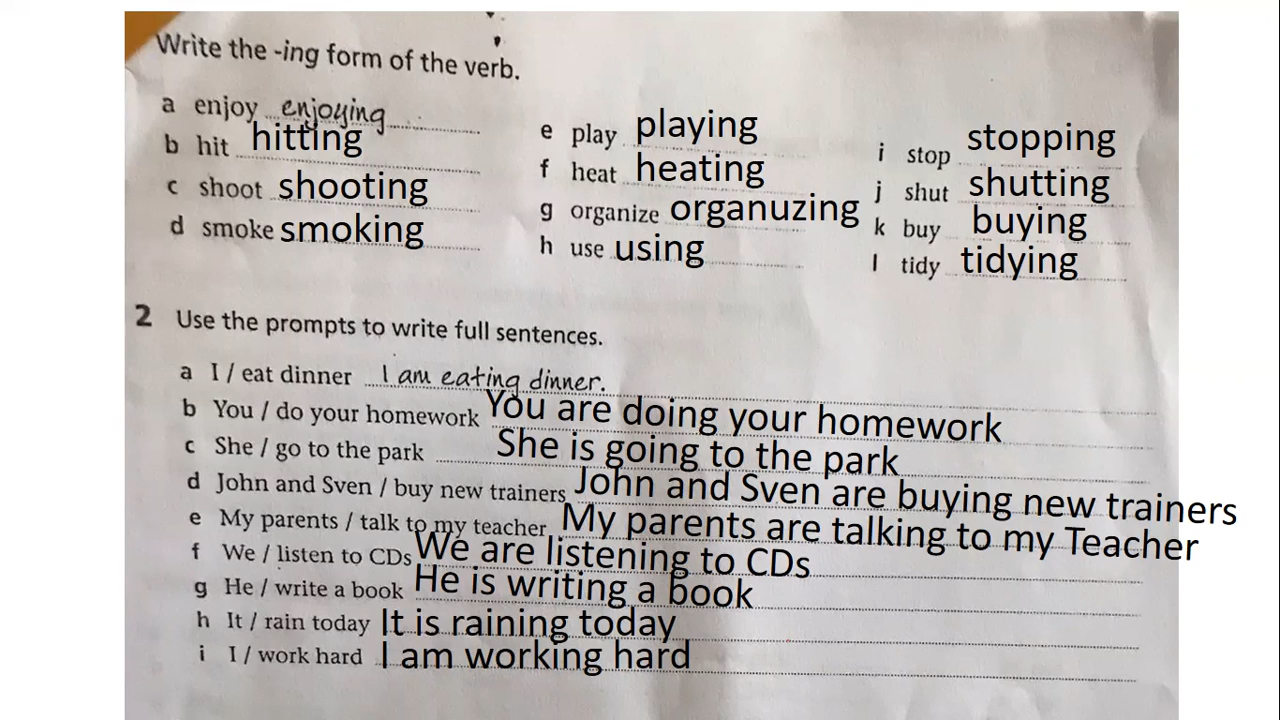 Write the -ing form of the verb.
a enjoy enjoying
b hit hitting
c shoot shooting
d smoke smoking
e play playing
f heat heating
g organize organuzing
h use using
i stop stopping
j shut shutting
k buy buying
l tidy tidying
2 Use the prompts to write full sentences.
a I / eat dinner I am eating dinner.
b You / do your homework You are doing your homework
c She / go to the park She is going to the park
d John and Sven / buy new trainers John and Sven are buying new trainers
e My parents / talk to my teacher My parents are talking to my Teacher
f We / listen to CDs We are listening to CDs
g He / write a book He is writing a book
h It / rain today It is raining today
i I / work hard I am working hard